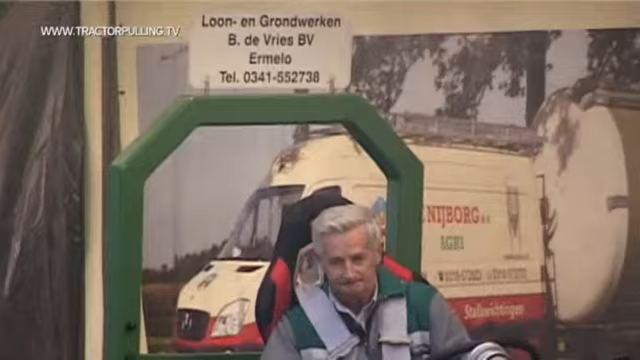 WWW.TRACTORPULLING.TV
Loon- en Grondwerken
B. de Vries BV
Ermelo
Tel. 0341-552738
NIJBORG
AGRI
Stalinrichtingen